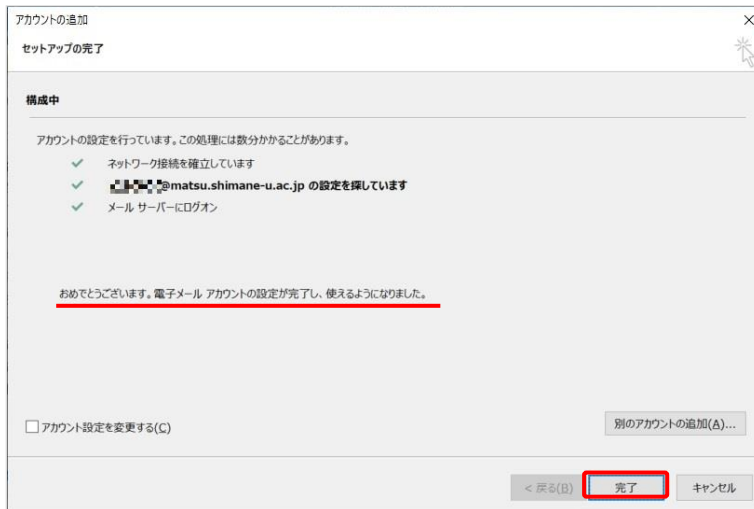 アカウントの追加
セットアップの完了
構成中
アカウントの設定を行っています。この処理には数分かかることがあります。
ネットワーク接続を確立しています
@matsu.shimane-u.ac.jp の設定を探しています
メール サーバーにログオン
おめでとうございます。電子メール アカウントの設定が完了し、使えるようになりました。
アカウント設定を変更する(C)
別のアカウントの追加(A)...
< 戻る(B)
完了
キャンセル